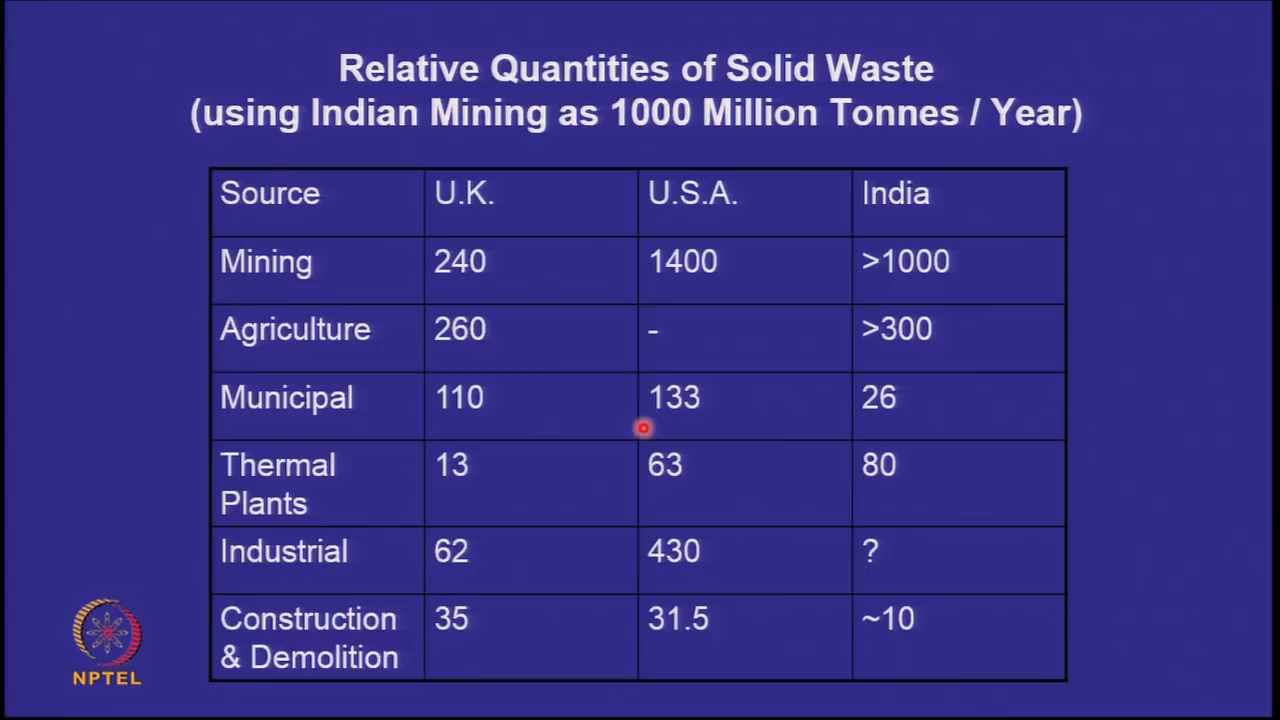 Relative Quantities of Solid Waste
(using Indian Mining as 1000 Million Tonnes / Year)
Source U.K. U.S.A. India
Mining 240 1400 >1000
Agriculture 260 - >300
Municipal 110 133 26
Thermal 13 63 80
Plants
Industrial 62 430 ?
Construction 35 31.5 ~10
& Demolition
NPTEL